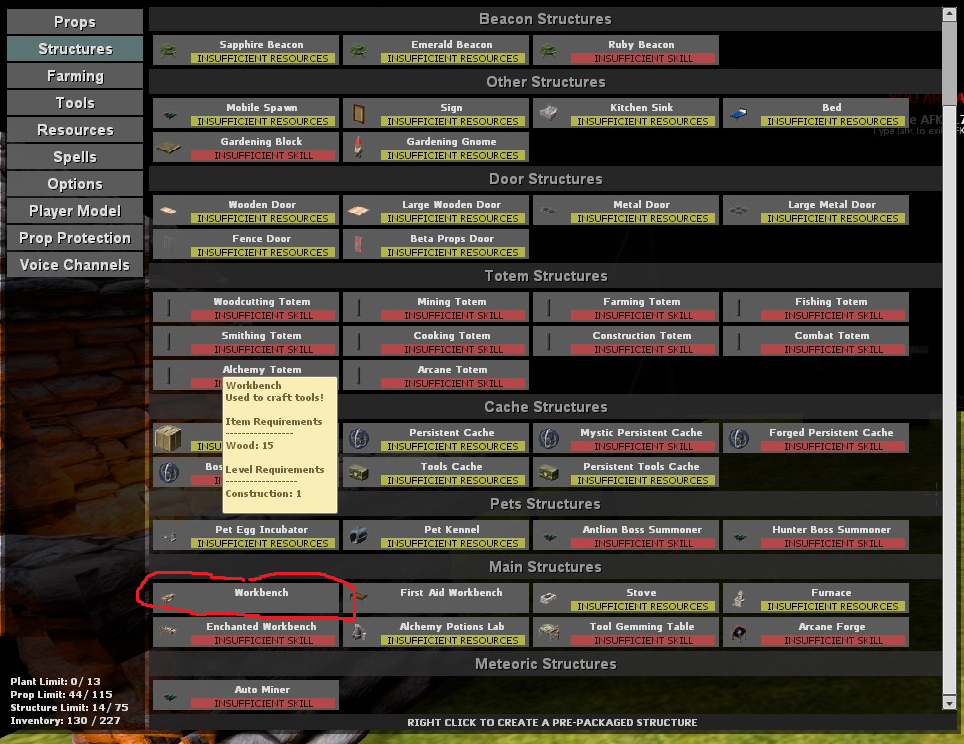 Props
Structures
Farming
Tools
Resources
Spells
Options
Player Model
Prop Protection
Voice Channels
Beacon Structures
Sapphire Beacon
INSUFFICIENT RESOURCES
Emerald Beacon
INSUFFICIENT RESOURCES
Ruby Beacon
INSUFFICIENT SKILL
Other Structures
Mobile Spawn
INSUFFICIENT RESOURCES
Sign
INSUFFICIENT RESOURCES
Kitchen Sink
INSUFFICIENT RESOURCES
Bed
INSUFFICIENT RESOURCES
Gardening Block
INSUFFICIENT SKILL
Gardening Gnome
INSUFFICIENT RESOURCES
Door Structures
Wooden Door
INSUFFICIENT RESOURCES
Large Wooden Door
INSUFFICIENT RESOURCES
Metal Door
INSUFFICIENT RESOURCES
Large Metal Door
INSUFFICIENT RESOURCES
Fence Door
INSUFFICIENT RESOURCES
Beta Props Door
INSUFFICIENT RESOURCES
Totem Structures
Woodcutting Totem
INSUFFICIENT SKILL
Mining Totem
INSUFFICIENT SKILL
Farming Totem
INSUFFICIENT SKILL
Fishing Totem
INSUFFICIENT SKILL
Smithing Totem
INSUFFICIENT SKILL
Cooking Totem
INSUFFICIENT SKILL
Construction Totem
INSUFFICIENT SKILL
Combat Totem
INSUFFICIENT SKILL
Alchemy Totem
Arcane Totem
INSUFFICIENT SKILL
Workbench
Used to craft tools!
Item Requirements
-----------------
Wood: 15
Level Requirements
------------------
Construction: 1
Cache Structures
Persistent Cache
INSUFFICIENT RESOURCES
Mystic Persistent Cache
INSUFFICIENT SKILL
Forged Persistent Cache
INSUFFICIENT SKILL
Tools Cache
INSUFFICIENT RESOURCES
Persistent Tools Cache
INSUFFICIENT RESOURCES
Pets Structures
Pet Egg Incubator
INSUFFICIENT RESOURCES
Pet Kennel
INSUFFICIENT RESOURCES
Antlion Boss Summoner
INSUFFICIENT SKILL
Hunter Boss Summoner
INSUFFICIENT SKILL
Main Structures
Workbench
First Aid Workbench
Stove
INSUFFICIENT RESOURCES
Furnace
INSUFFICIENT RESOURCES
Enchanted Workbench
INSUFFICIENT SKILL
Alchemy Potions Lab
INSUFFICIENT RESOURCES
Tool Gemming Table
INSUFFICIENT SKILL
Arcane Forge
INSUFFICIENT SKILL
Meteoric Structures
Auto Miner
INSUFFICIENT SKILL
RIGHT CLICK TO CREATE A PRE-PACKAGED STRUCTURE
Plant Limit: 0/ 13
Prop Limit: 44/ 115
Structure Limit: 14/ 75
Inventory: 130 / 227